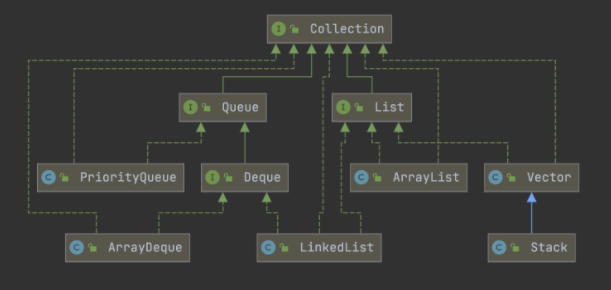 I Collection
I Queue
I List
C PriorityQueue
I Deque
C ArrayList
C Vector
C ArrayDeque
C LinkedList
C Stack